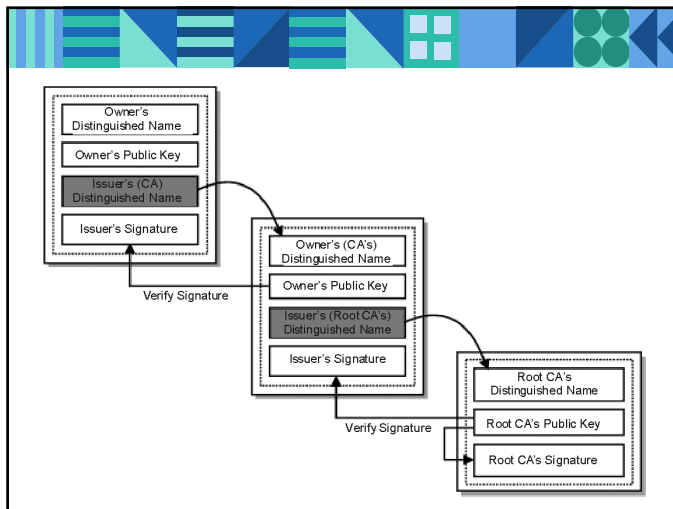 Owner's
Distinguished Name
Owner's Public Key
Issuer's (CA)
Distinguished Name
Issuer's Signature
Verify Signature
Owner's (CA's)
Distinguished Name
Owner's Public Key
Issuer's (Root CA's)
Distinguished Name
Issuer's Signature
Verify Signature
Root CA's
Distinguished Name
Root CA's Public Key
Root CA's Signature